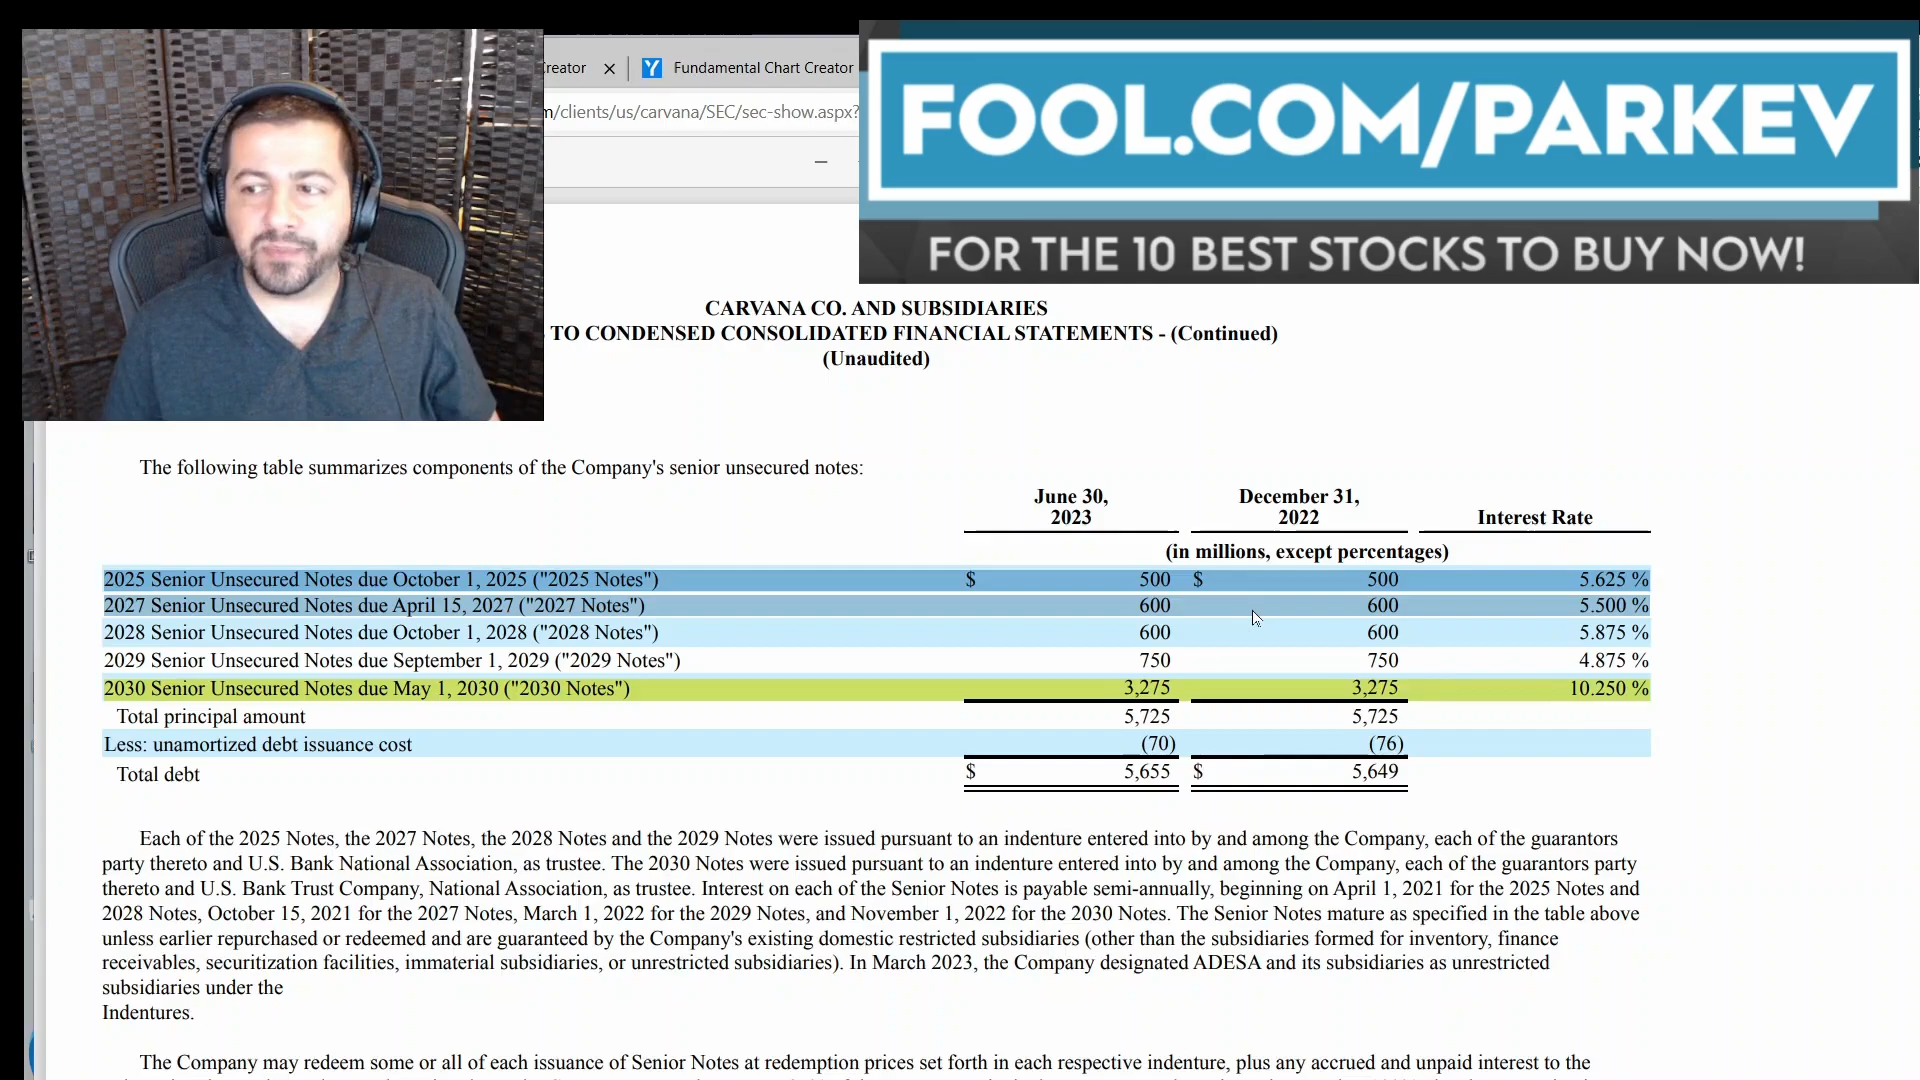 reator
Fundamental Chart Creator
/clients/us/carvana/SEC/sec-show.aspx?
FOOL.COM/PARKEV
FOR THE 10 BEST STOCKS TO BUY NOW!
CARVANA CO. AND SUBSIDIARIES
TO CONDENSED CONSOLIDATED FINANCIAL STATEMENTS - (Continued)
(Unaudited)
The following table summarizes components of the Company's senior unsecured notes:
June 30, 2023 December 31, 2022 Interest Rate
(in millions, except percentages)
2025 Senior Unsecured Notes due October 1, 2025 ("2025 Notes") $ 500 $ 500 5.625 %
2027 Senior Unsecured Notes due April 15, 2027 ("2027 Notes") 600 600 5.500 %
2028 Senior Unsecured Notes due October 1, 2028 ("2028 Notes") 600 600 5.875 %
2029 Senior Unsecured Notes due September 1, 2029 ("2029 Notes") 750 750 4.875 %
2030 Senior Unsecured Notes due May 1, 2030 ("2030 Notes") 3,275 3,275 10.250 %
Total principal amount 5,725 5,725
Less: unamortized debt issuance cost (70) (76)
Total debt $ 5,655 $ 5,649
Each of the 2025 Notes, the 2027 Notes, the 2028 Notes and the 2029 Notes were issued pursuant to an indenture entered into by and among the Company, each of the guarantors
party thereto and U.S. Bank National Association, as trustee. The 2030 Notes were issued pursuant to an indenture entered into by and among the Company, each of the guarantors party
thereto and U.S. Bank Trust Company, National Association, as trustee. Interest on each of the Senior Notes is payable semi-annually, beginning on April 1, 2021 for the 2025 Notes and
2028 Notes, October 15, 2021 for the 2027 Notes, March 1, 2022 for the 2029 Notes, and November 1, 2022 for the 2030 Notes. The Senior Notes mature as specified in the table above
unless earlier repurchased or redeemed and are guaranteed by the Company's existing domestic restricted subsidiaries (other than the subsidiaries formed for inventory, finance
receivables, securitization facilities, immaterial subsidiaries, or unrestricted subsidiaries). In March 2023, the Company designated ADESA and its subsidiaries as unrestricted
subsidiaries under the
Indentures.
The Company may redeem some or all of each issuance of Senior Notes at redemption prices set forth in each respective indenture, plus any accrued and unpaid interest to the